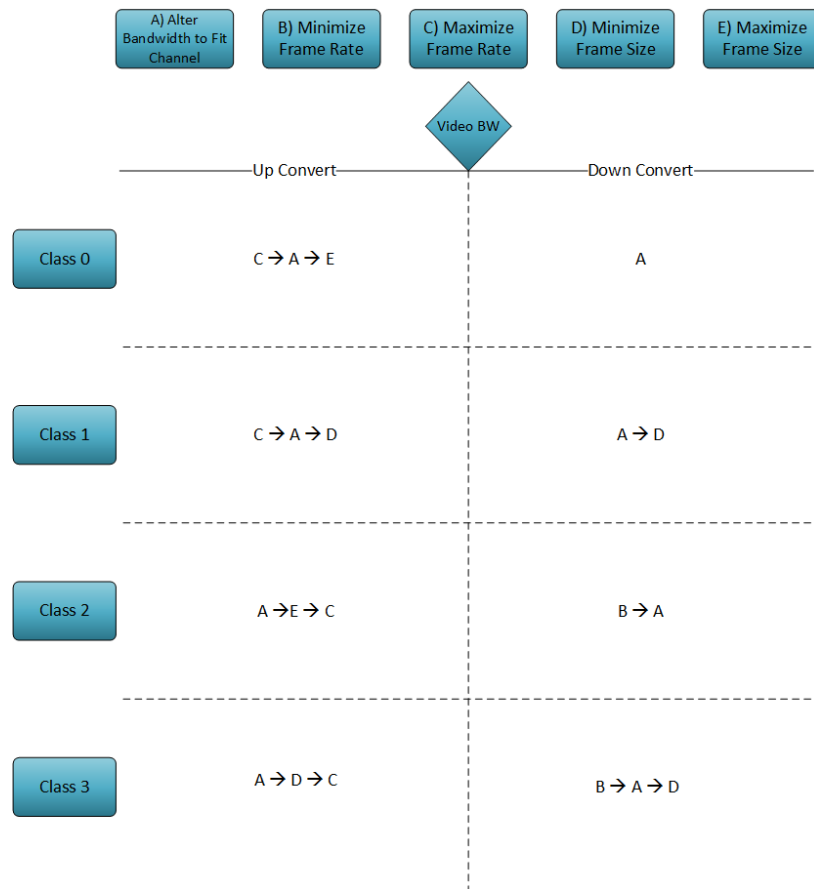 A) Alter
Bandwidth to Fit
Channel
B) Minimize
Frame Rate
C) Maximize
Frame Rate
D) Minimize
Frame Size
E) Maximize
Frame Size
Video BW
Up Convert
Down Convert
Class 0
C → A → E
A
Class 1
C → A → D
A → D
Class 2
A →E → C
B → A
Class 3
A → D → C
B → A → D